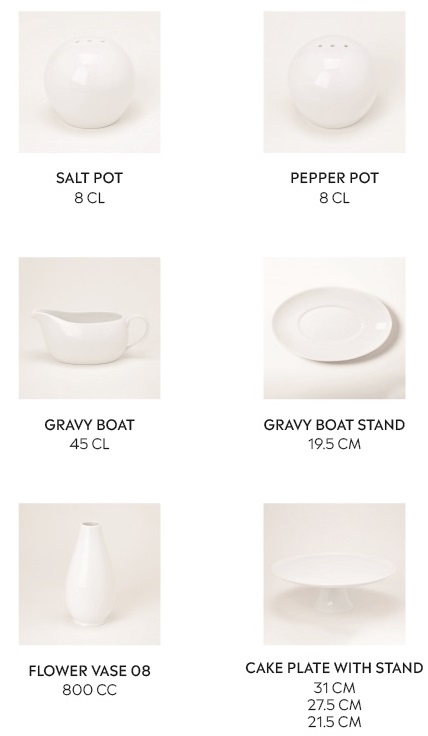 SALT POT
8 CL
PEPPER POT
8 CL
GRAVY BOAT
45 CL
GRAVY BOAT STAND
19.5 CM
FLOWER VASE 08
800 CC
CAKE PLATE WITH STAND
31 CM
27.5 CM
21.5 CM